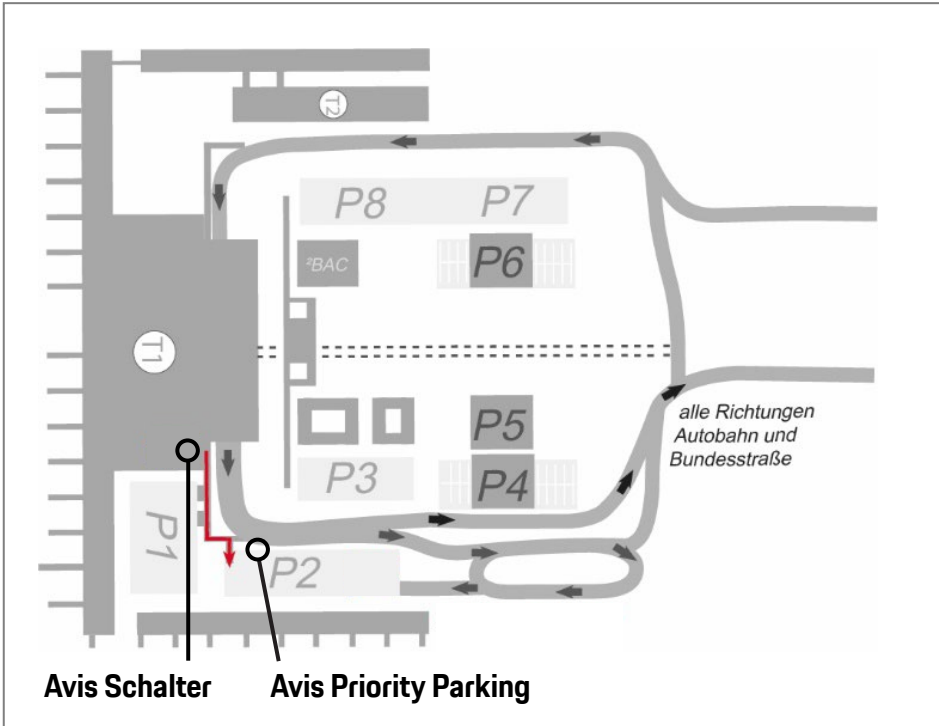 T2
P8
P7
²BAC
P6
T1
P5
alle Richtungen
Autobahn und
Bundesstraße
P3
P4
P1
P2
Avis Schalter
Avis Priority Parking